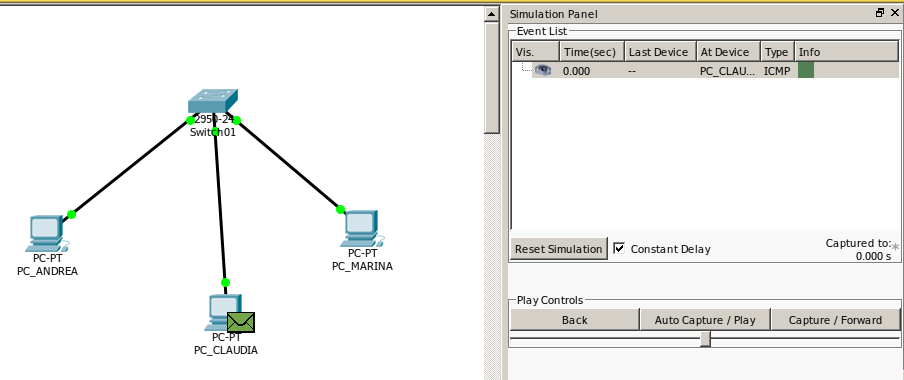 2950-24
Switch01
PC-PT
PC_ANDREA
PC-PT
PC_MARINA
PC-PT
PC_CLAUDIA
Simulation Panel
Event List
Vis. Time(sec) Last Device At Device Type Info
0.000 -- PC_CLAU... ICMP
Reset Simulation Constant Delay Captured to:*
0.000 s
Play Controls
Back Auto Capture / Play Capture / Forward